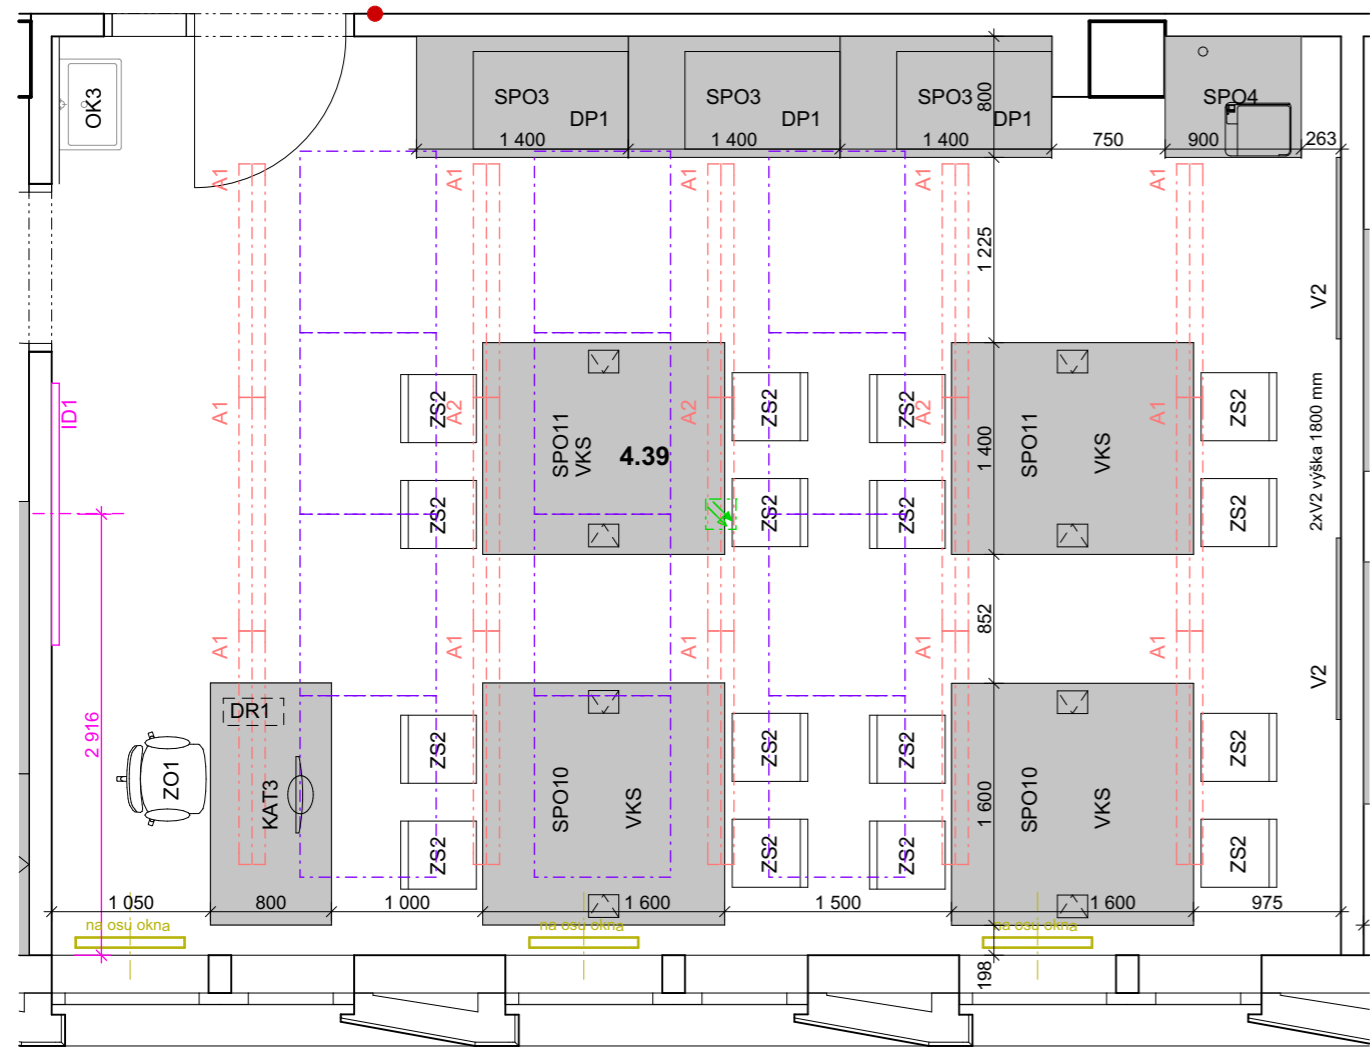 OK3
SPO3
DP1
SPO3
DP1
SPO3
DP1
800
SPO4
1 400
1 400
1 400
750
900
263
A1
A1
A1
A1
A1
1 225
V2
ID1
A1
ZS2
A2
A2
ZS2
ZS2
A2
A1
ZS2
SPO11
VKS
4.39
1 400
SPO11
VKS
2xV2 výška 1800 mm
ZS2
ZS2
ZS2
ZS2
852
A1
A1
A1
A1
A1
V2
2 916
DR1
ZO1
KAT3
ZS2
SPO10
VKS
ZS2
ZS2
1 600
SPO10
VKS
ZS2
ZS2
ZS2
ZS2
ZS2
1 050
800
1 000
1 600
1 500
1 600
975
na osu okna
na osu okna
na osu okna
198